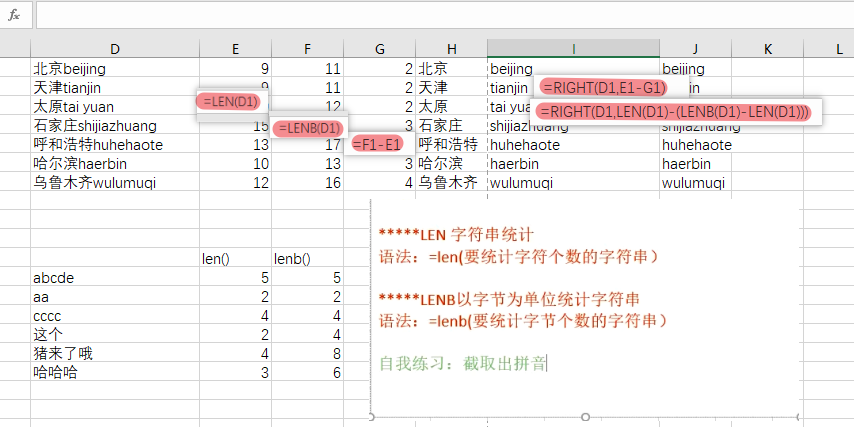 fx
D E F G H I J K L
北京beijing 9 11 2 北京 beijing beijing
天津tianjin 11 2 天津 tianjin =RIGHT(D1,E1-G1)
太原tai yuan =LEN(D1) 12 2 太原 tai yua =RIGHT(D1,LEN(D1)-(LENB(D1)-LEN(D1)))
石家庄shijiazhuang 15 =LENB(D1) 3 石家庄 shijiazhuang shijiazhuang
呼和浩特huhehaote 13 17 =F1-E1 呼和浩特 huhehaote huhehaote
哈尔滨haerbin 10 13 3 哈尔滨 haerbin haerbin
乌鲁木齐wulumuqi 12 16 4 乌鲁木齐 wulumuqi wulumuqi
*****LEN 字符串统计
语法：=len(要统计字符个数的字符串）
*****LENB以字节为单位统计字符串
语法：=lenb(要统计字节个数的字符串）
自我练习：截取出拼音
len() lenb()
abcde 5 5
aa 2 2
cccc 4 4
这个 2 4
猪来了哦 4 8
哈哈哈 3 6